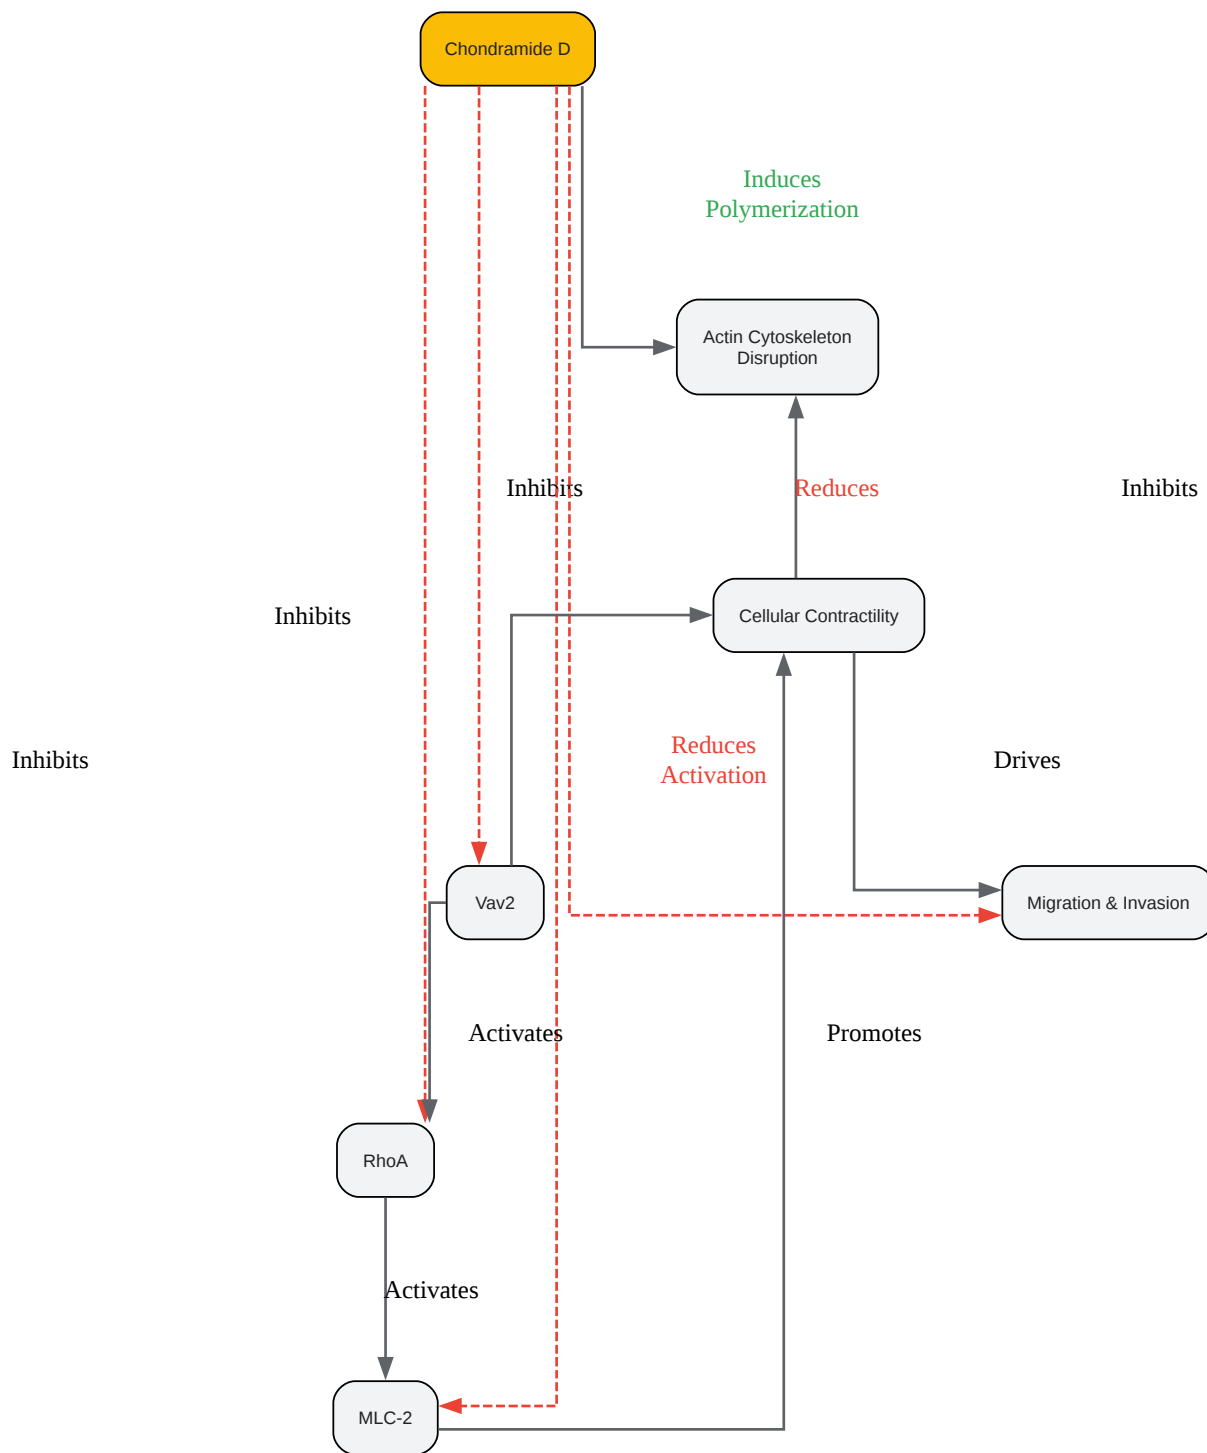 Chondramide D
Induces
Polymerization
Actin Cytoskeleton
Disruption
Inhibits
Reduces
Inhibits
Inhibits
Cellular Contractility
Reduces
Activation
Inhibits
Drives
Vav2
Migration & Invasion
Activates
Promotes
RhoA
Activates
MLC-2